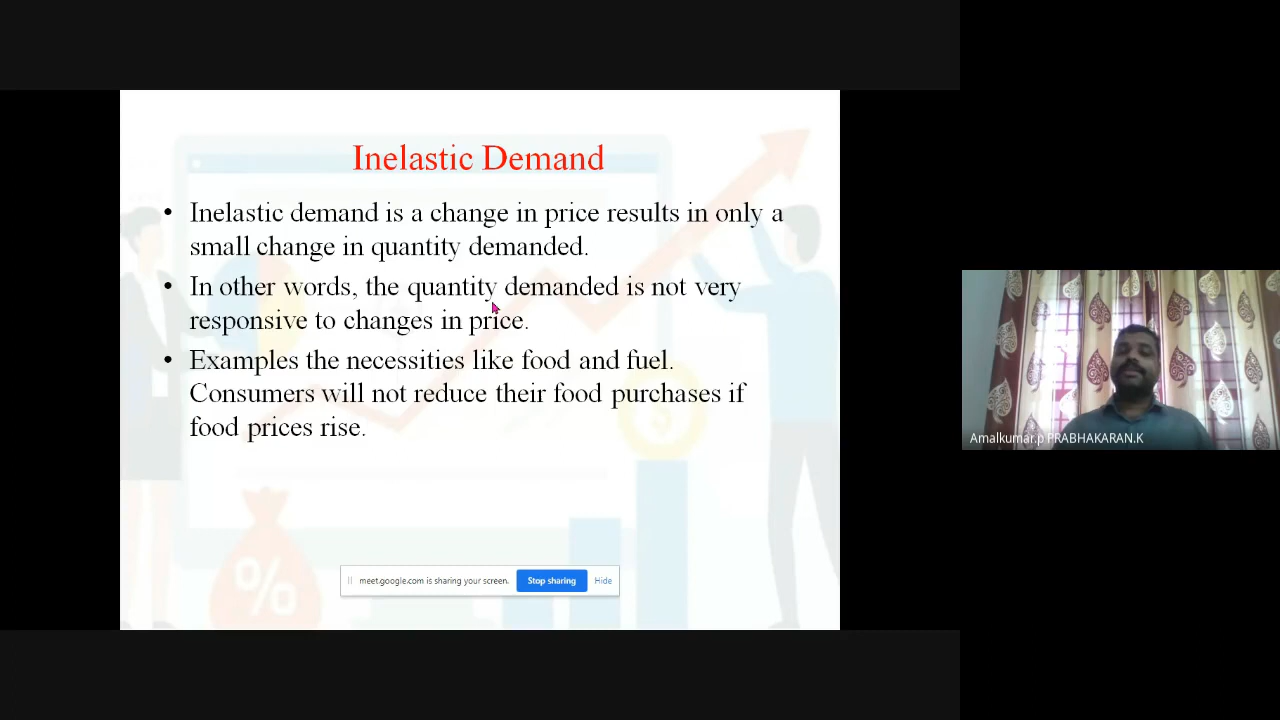 Inelastic Demand
• Inelastic demand is a change in price results in only a
small change in quantity demanded.
• In other words, the quantity demanded is not very
responsive to changes in price.
• Examples the necessities like food and fuel.
Consumers will not reduce their food purchases if
food prices rise.
%
meet.google.com is sharing your screen. Stop sharing Hide
Amalkumar.p PRABHAKARAN.K